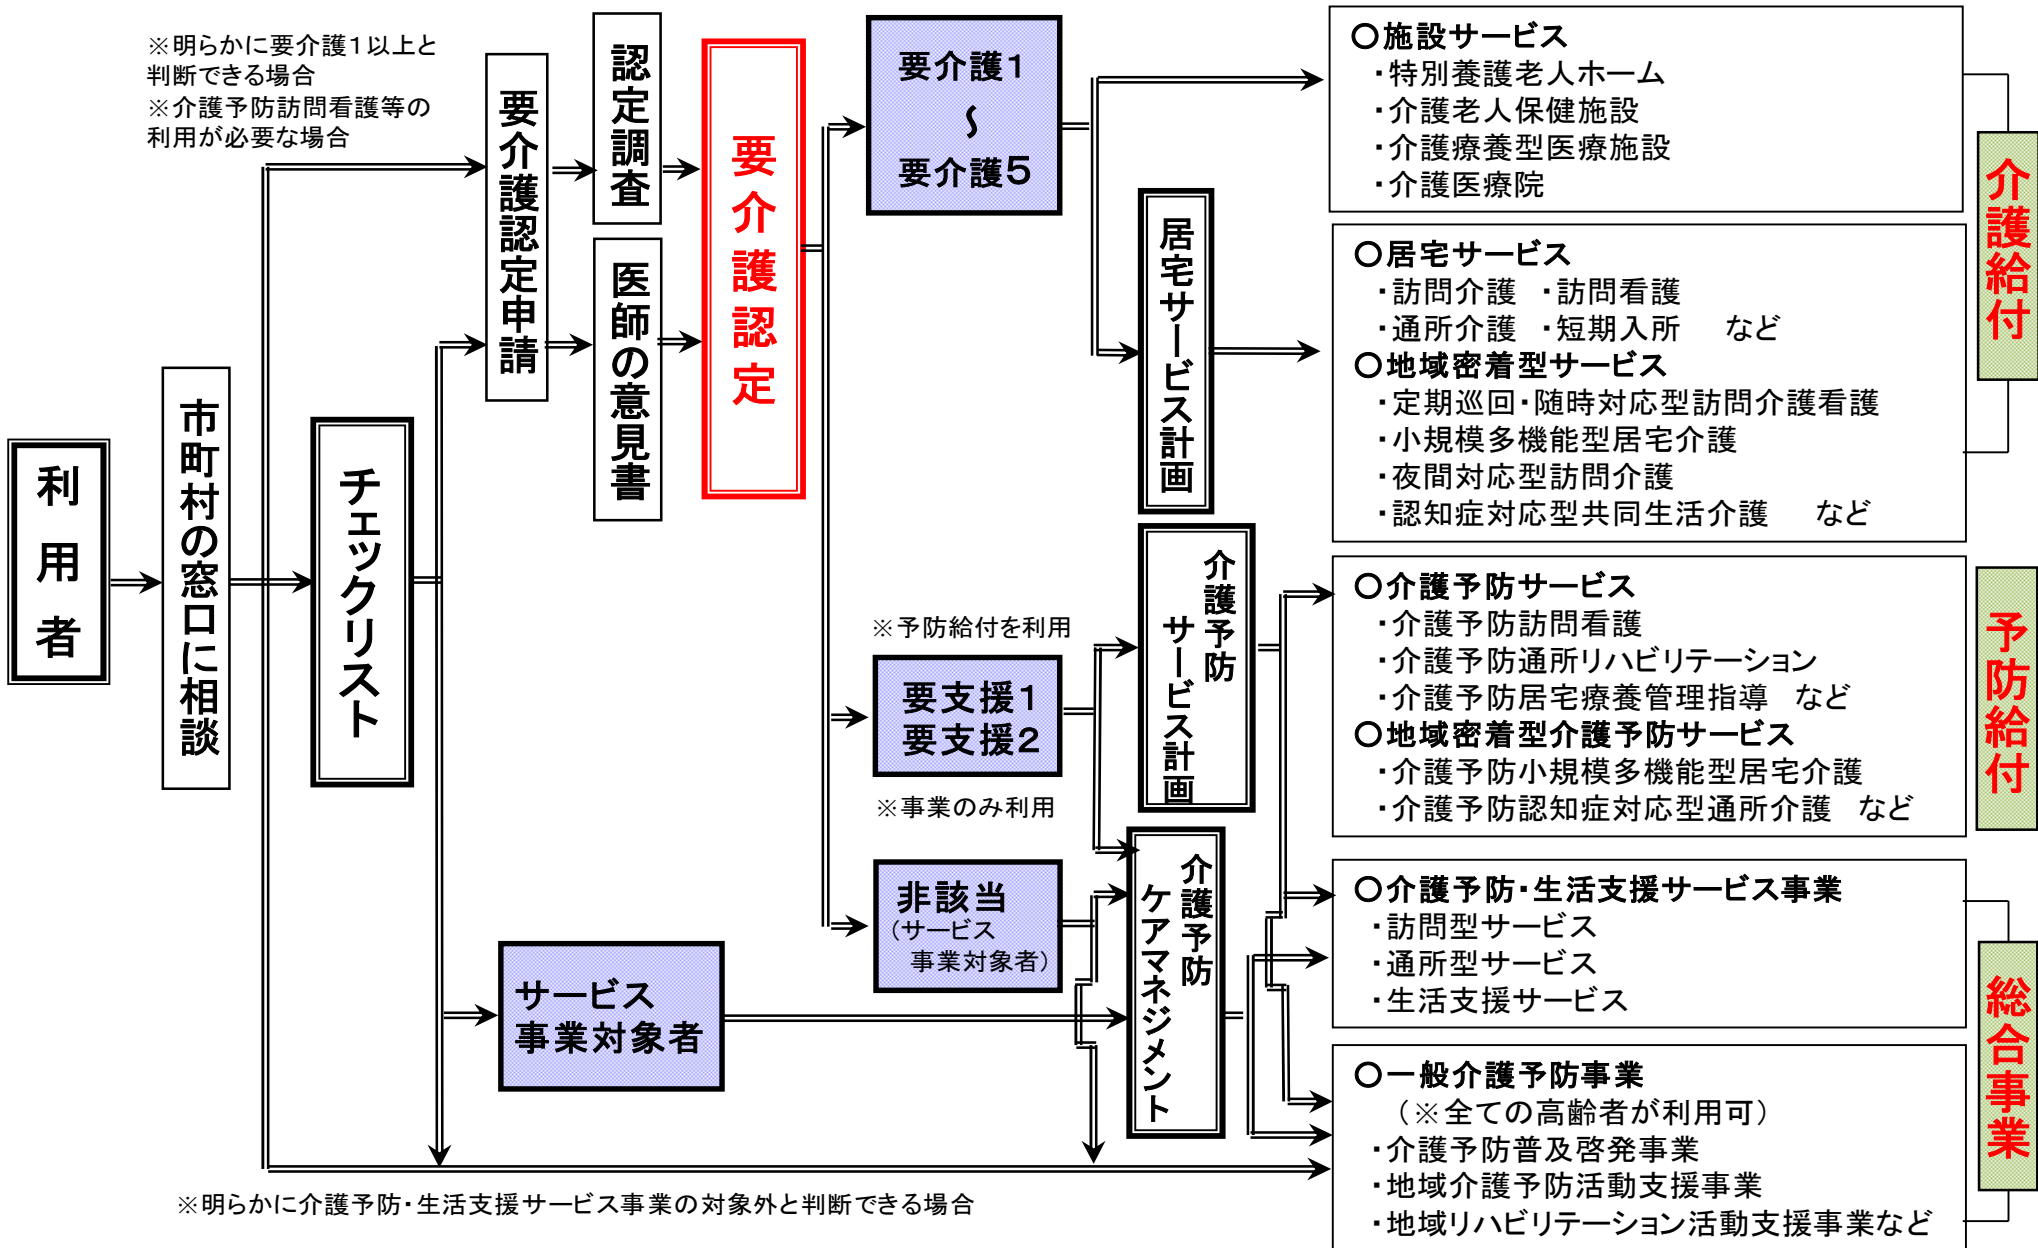 ※明らかに要介護1以上と
判断できる場合
※介護予防訪問看護等の
利用が必要な場合
利用者
市町村の窓口に相談
チェックリスト
要介護認定申請
認定調査
医師の意見書
要介護認定
要介護1
〜
要介護5
※予防給付を利用
要支援1
要支援2
※事業のみ利用
非該当
(サービス
事業対象者)
サービス
事業対象者
居宅サービス計画
介護予防
サービス計画
介護予防
ケアマネジメント
○施設サービス
・特別養護老人ホーム
・介護老人保健施設
・介護療養型医療施設
・介護医療院
○居宅サービス
・訪問介護 ・訪問看護
・通所介護 ・短期入所 など
○地域密着型サービス
・定期巡回・随時対応型訪問介護看護
・小規模多機能型居宅介護
・夜間対応型訪問介護
・認知症対応型共同生活介護 など
介護給付
○介護予防サービス
・介護予防訪問看護
・介護予防通所リハビリテーション
・介護予防居宅療養管理指導 など
○地域密着型介護予防サービス
・介護予防小規模多機能型居宅介護
・介護予防認知症対応型通所介護 など
予防給付
○介護予防・生活支援サービス事業
・訪問型サービス
・通所型サービス
・生活支援サービス
○一般介護予防事業
(※全ての高齢者が利用可)
・介護予防普及啓発事業
・地域介護予防活動支援事業
・地域リハビリテーション活動支援事業など
総合事業
※明らかに介護予防・生活支援サービス事業の対象外と判断できる場合